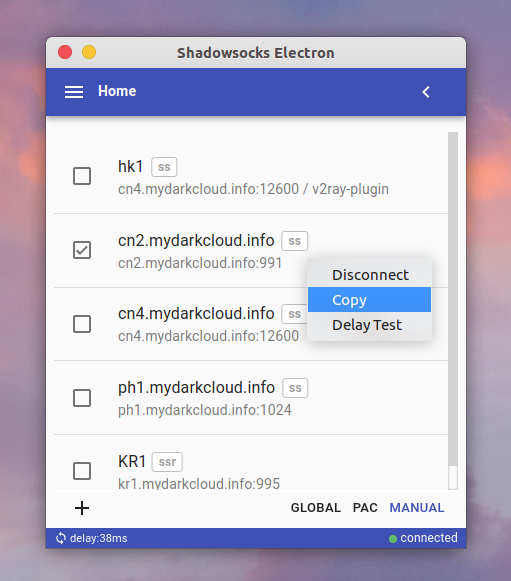 Shadowsocks Electron
Home
hk1 ss
cn4.mydarkcloud.info:12600 / v2ray-plugin
cn2.mydarkcloud.info ss
cn2.mydarkcloud.info:991
Disconnect
Copy
Delay Test
cn4.mydarkcloud.info ss
cn4.mydarkcloud.info:12600
ph1.mydarkcloud.info ss
ph1.mydarkcloud.info:1024
KR1 ssr
kr1.mydarkcloud.info:995
GLOBAL PAC MANUAL
delay:38ms connected